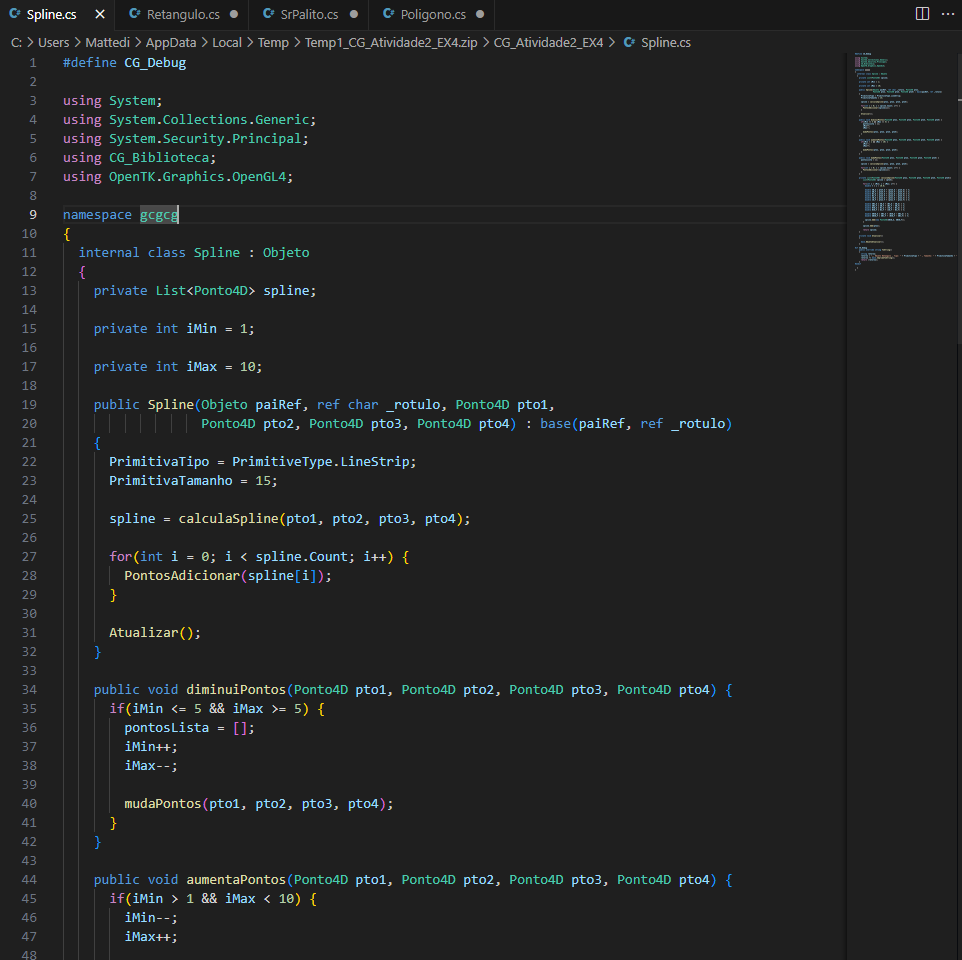 Spline.cs Retangulo.cs SrPalito.cs Poligono.cs
C: > Users > Mattedi > AppData > Local > Temp > Temp1_CG_Atividade2_EX4.zip > CG_Atividade2_EX4 > Spline.cs
1 #define CG_Debug
2
3 using System;
4 using System.Collections.Generic;
5 using System.Security.Principal;
6 using CG_Biblioteca;
7 using OpenTK.Graphics.OpenGL4;
8
9 namespace gcgcg
10 {
11 internal class Spline : Objeto
12 {
13 private List<Ponto4D> spline;
14
15 private int iMin = 1;
16
17 private int iMax = 10;
18
19 public Spline(Objeto paiRef, ref char _rotulo, Ponto4D pto1,
20 Ponto4D pto2, Ponto4D pto3, Ponto4D pto4) : base(paiRef, ref _rotulo)
21 {
22 PrimitivaTipo = PrimitiveType.LineStrip;
23 PrimitivaTamanho = 15;
24
25 spline = calculaSpline(pto1, pto2, pto3, pto4);
26
27 for(int i = 0; i < spline.Count; i++) {
28 PontosAdicionar(spline[i]);
29 }
30
31 Atualizar();
32 }
33
34 public void diminuiPontos(Ponto4D pto1, Ponto4D pto2, Ponto4D pto3, Ponto4D pto4) {
35 if(iMin <= 5 && iMax >= 5) {
36 pontosLista = [];
37 iMin++;
38 iMax--;
39
40 mudaPontos(pto1, pto2, pto3, pto4);
41 }
42 }
43
44 public void aumentaPontos(Ponto4D pto1, Ponto4D pto2, Ponto4D pto3, Ponto4D pto4) {
45 if(iMin > 1 && iMax < 10) {
46 iMin--;
47 iMax++;
48